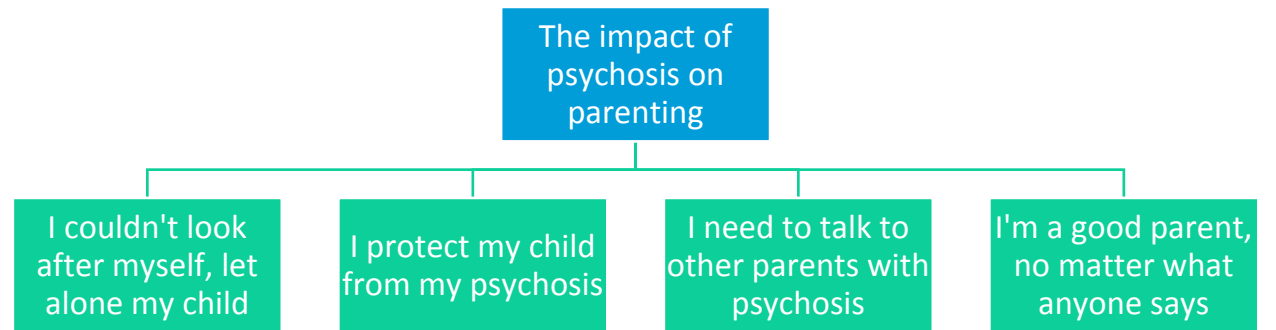 The impact of
psychosis on
parenting
I couldn't look
after myself, let
alone my child
I protect my child
from my psychosis
I need to talk to
other parents with
psychosis
I'm a good parent,
no matter what
anyone says